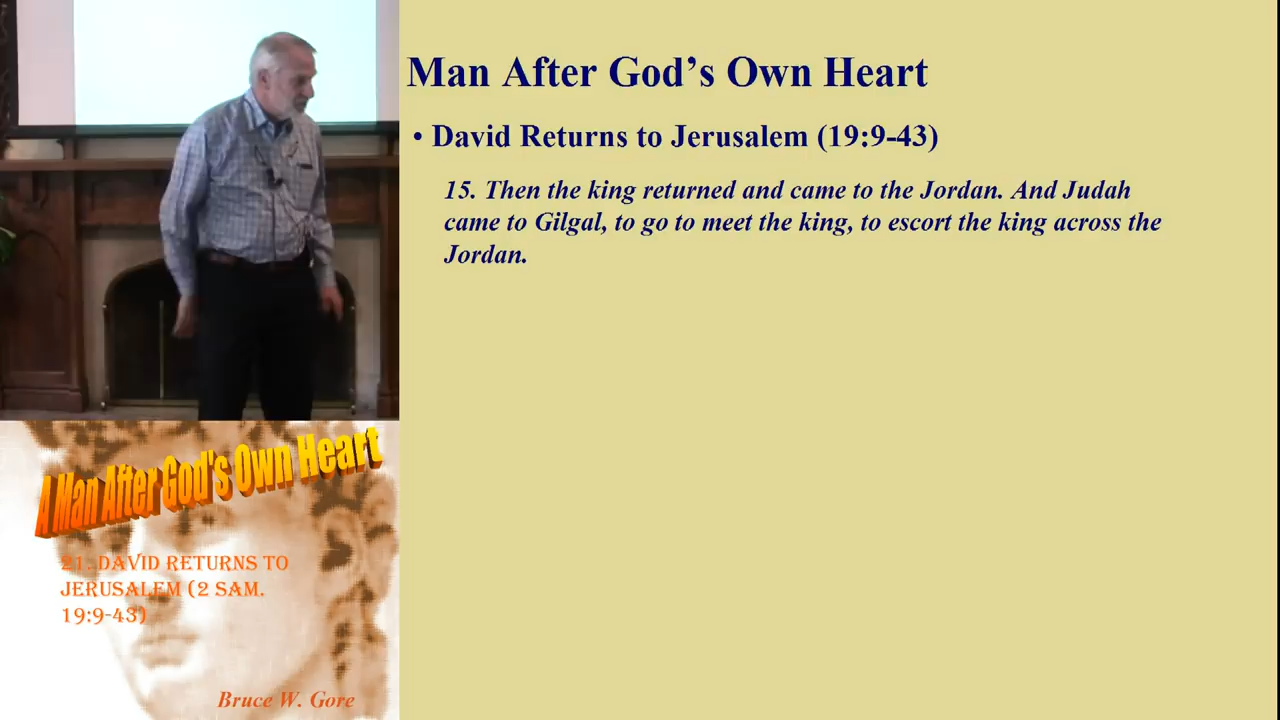 Man After God's Own Heart
• David Returns to Jerusalem (19:9-43)
15. Then the king returned and came to the Jordan. And Judah
came to Gilgal, to go to meet the king, to escort the king across the
Jordan.
A Man After God's Own Heart
21. DAVID RETURNS TO
JERUSALEM (2 SAM.
19:9-43)
Bruce W. Gore